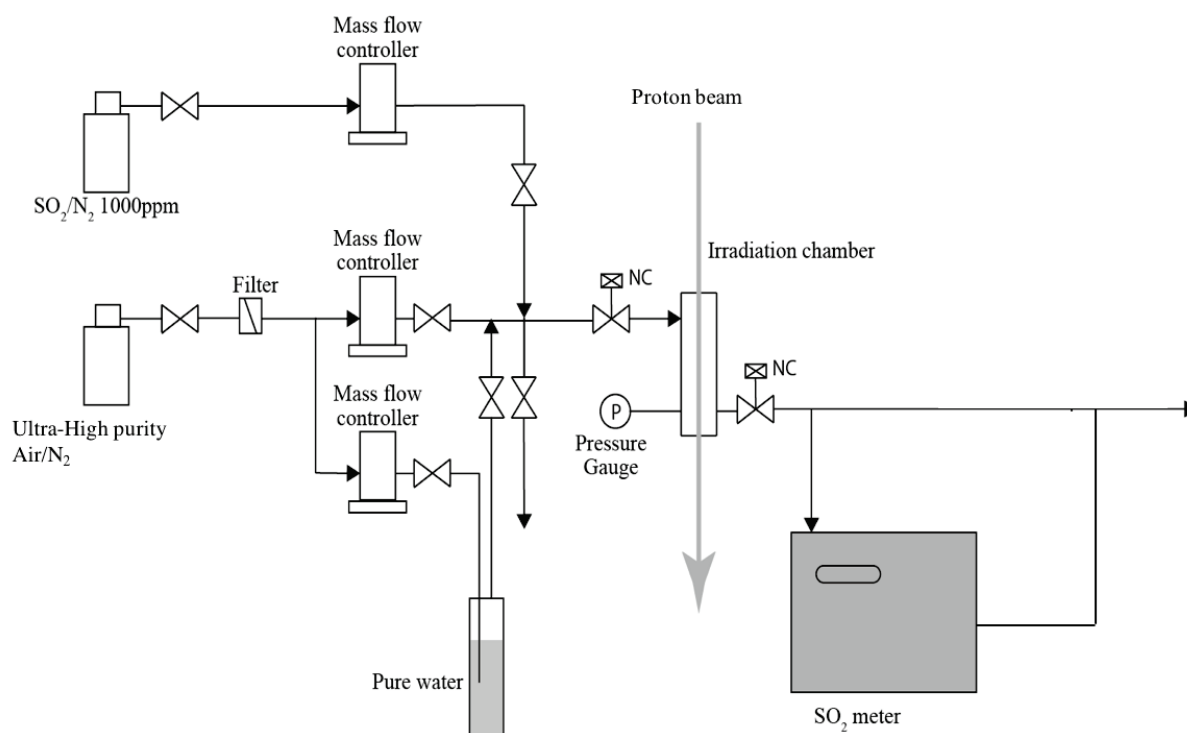 Mass flow
controller
Proton beam
SO₂/N₂ 1000ppm
Mass flow
controller
Irradiation chamber
NC
Filter
NC
Mass flow
controller
P
Ultra-High purity
Air/N₂
Pressure
Gauge
Pure water
SO₂ meter